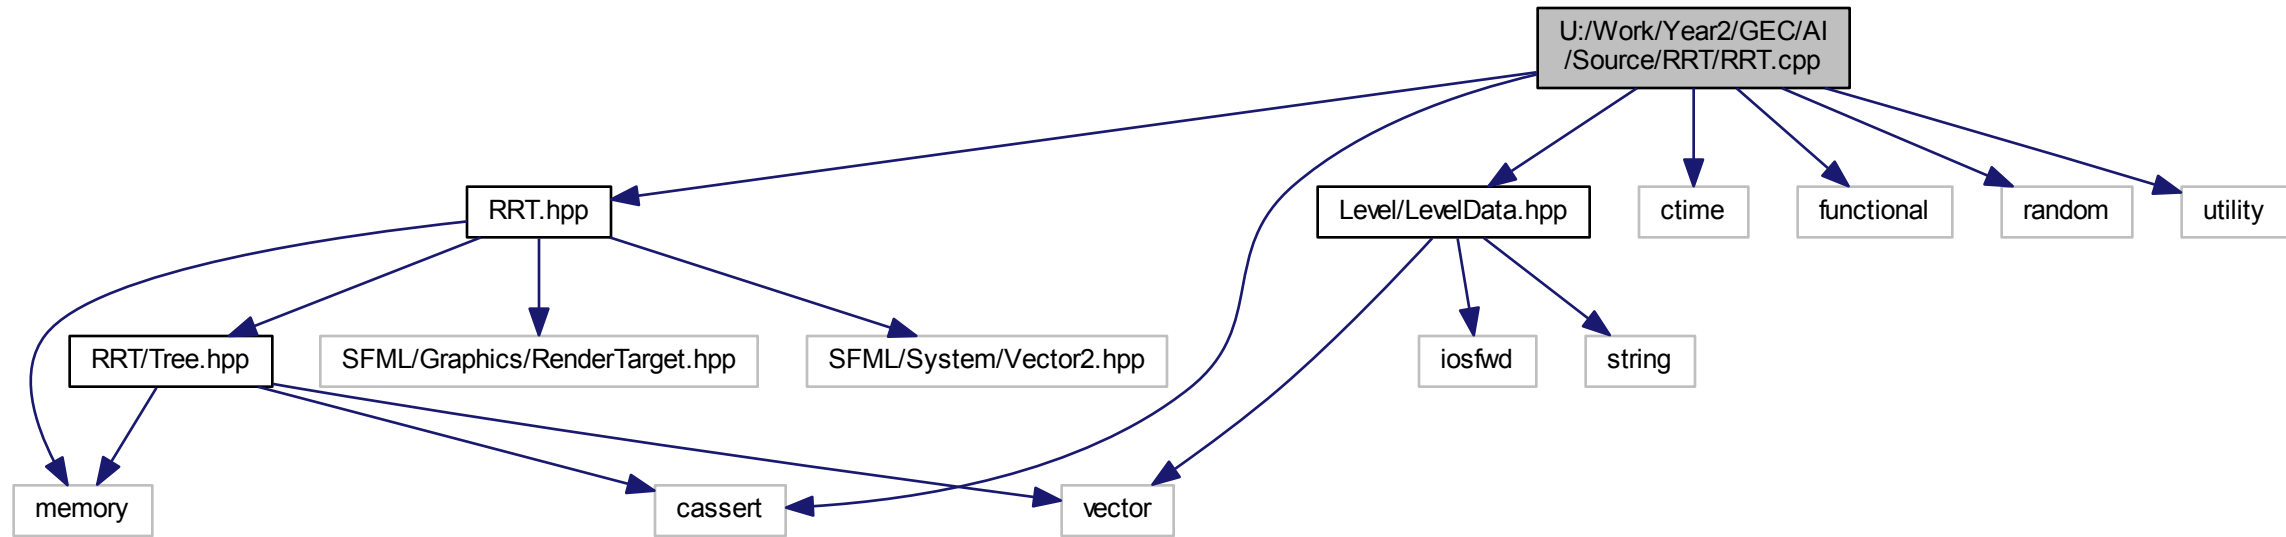 U:/Work/Year2/GEC/AI
/Source/RRT/RRT.cpp
RRT.hpp
Level/LevelData.hpp
ctime
functional
random
utility
RRT/Tree.hpp
SFML/Graphics/RenderTarget.hpp
SFML/System/Vector2.hpp
iosfwd
string
memory
cassert
vector